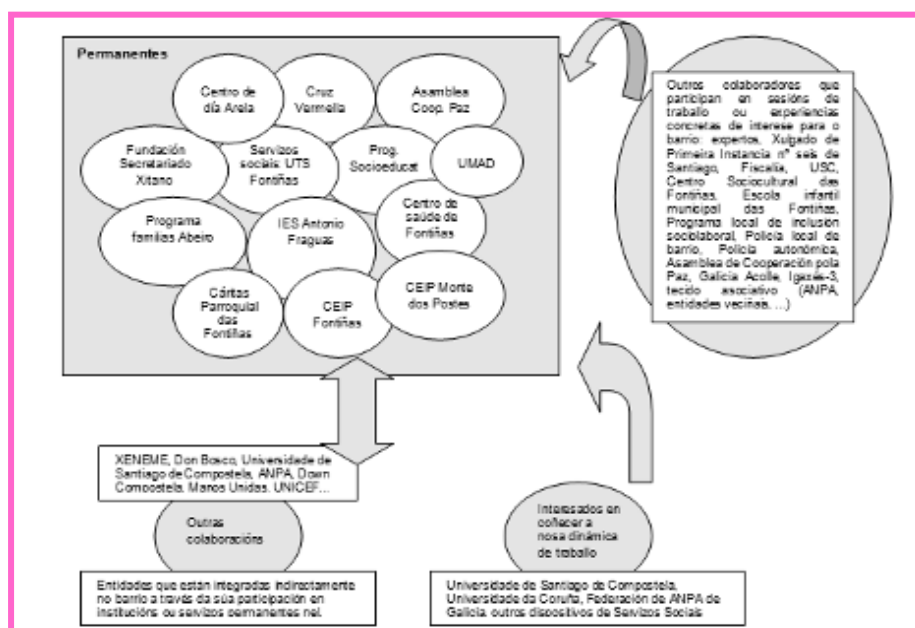 Permanentes
Centro de
día Arela
Cruz
Vermella
Asamblea
Coop. Paz
Fundación
Secretariado
Xitano
Servizos
sociais: UTS
Fontiñas
Prog.
Socioeducat
UMAD
Programa
familias Abeiro
IES Antonio
Fraguas
Centro de
saúde de
Fontiñas
Cáritas
Parroquial
das
Fontiñas
CEIP
Fontiñas
CEIP Monte
dos Postes
Outros colaboradores que
participan en sesións de
traballo ou experiencias
concretas de interese para o
barrio: expertos, Xulgado de
Primeira Instancia nº seis de
Santiago, Fiscalía, USC,
Centro Sociocultural das
Fontiñas, Escola infantil
municipal das Fontiñas,
Programa local de inclusión
sociolaboral, Policía local de
barrio, Policía autonómica,
Asamblea de Cooperación pola
Paz, Galicia Acolle, Igaxés-3,
tecido asociativo (ANPA,
entidades veciñais, ...)
XENEME, Don Bosco, Universidade de
Santiago de Compostela, ANPA, Down
Compostela, Manos Unidas, UNICEF...
Outras
colaboracións
Entidades que están integradas indirectamente
no barrio a través da súa participación en
institucións ou servizos permanentes nel.
Interesados en
coñecer a
nosa dinámica
de traballo
Universidade de Santiago de Compostela,
Universidade da Coruña, Federación de ANPA de
Galicia, outros dispositivos de Servizos Sociais